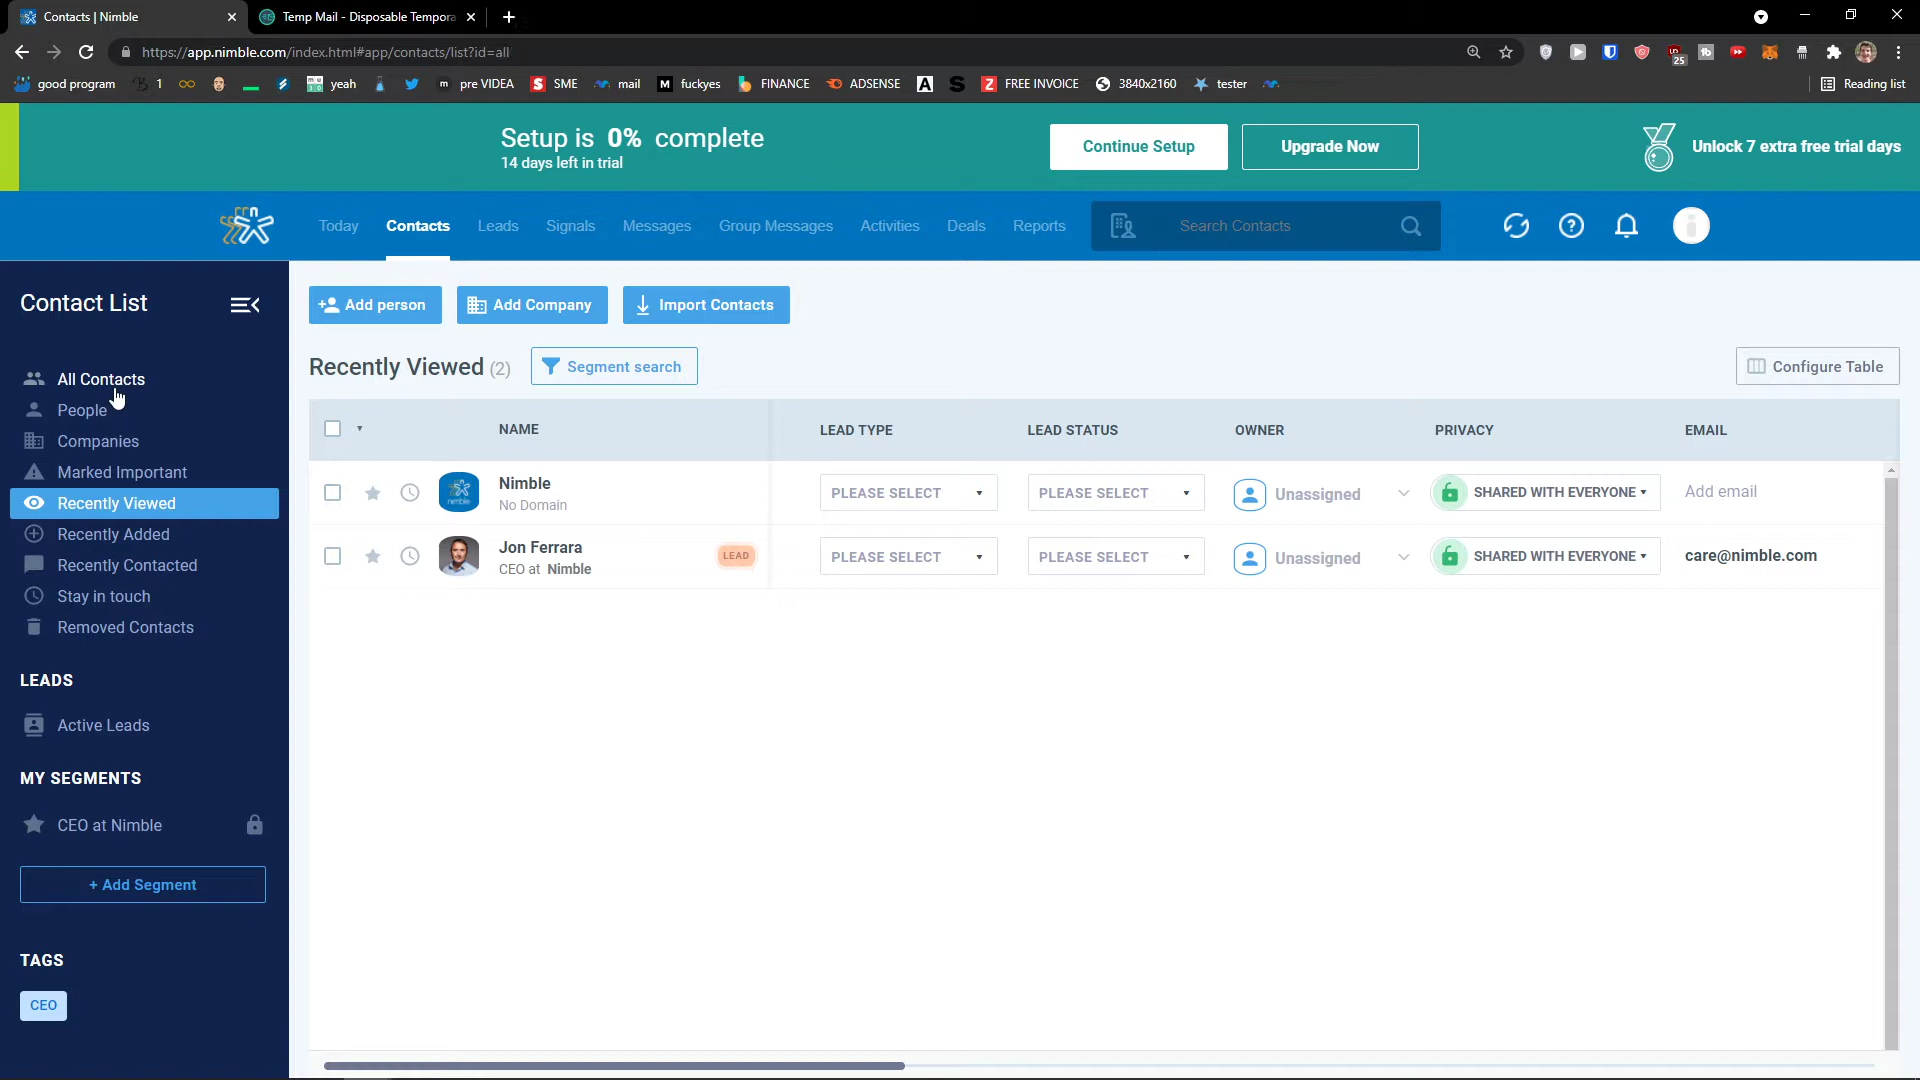 Contacts | Nimble
Temp Mail - Disposable Tempora
https://app.nimble.com/index.html#app/contacts/list?id=all
25
good program
1
yeah
pre VIDEA
SME
mail
fuckyes
FINANCE
ADSENSE
FREE INVOICE
3840x2160
tester
Reading list
Setup is 0% complete
14 days left in trial
Continue Setup
Upgrade Now
Unlock 7 extra free trial days
Today
Contacts
Leads
Signals
Messages
Group Messages
Activities
Deals
Reports
Search Contacts
Contact List
Add person
Add Company
Import Contacts
All Contacts
People
Companies
Marked Important
Recently Viewed
Recently Added
Recently Contacted
Stay in touch
Removed Contacts
LEADS
Active Leads
MY SEGMENTS
CEO at Nimble
+ Add Segment
TAGS
CEO
Recently Viewed (2)
Segment search
Configure Table
NAME
LEAD TYPE
LEAD STATUS
OWNER
PRIVACY
EMAIL
nimble
Nimble
No Domain
PLEASE SELECT
PLEASE SELECT
Unassigned
SHARED WITH EVERYONE
Add email
Jon Ferrara
CEO at Nimble
LEAD
PLEASE SELECT
PLEASE SELECT
Unassigned
SHARED WITH EVERYONE
care@nimble.com